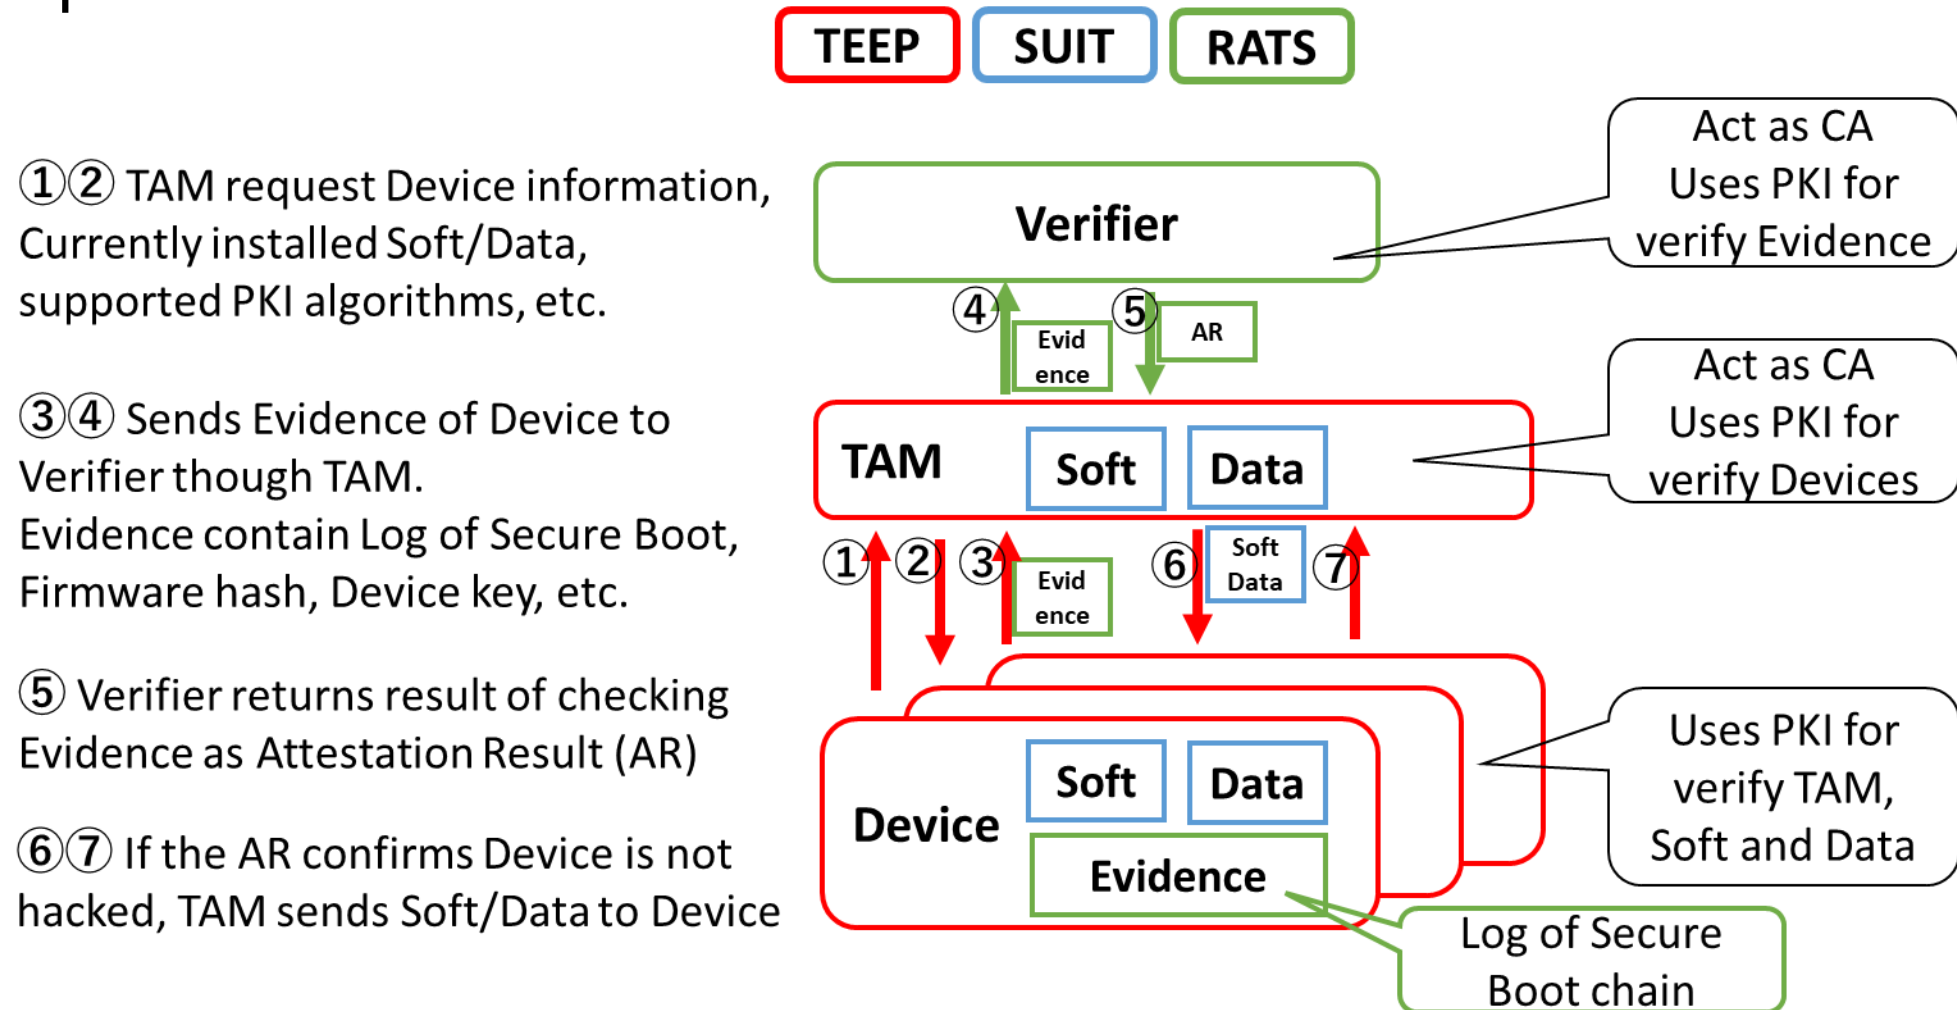 TEEP
SUIT
RATS
①② TAM request Device information,
Currently installed Soft/Data,
supported PKI algorithms, etc.
③④ Sends Evidence of Device to
Verifier though TAM.
Evidence contain Log of Secure Boot,
Firmware hash, Device key, etc.
⑤ Verifier returns result of checking
Evidence as Attestation Result (AR)
⑥⑦ If the AR confirms Device is not
hacked, TAM sends Soft/Data to Device
Verifier
Act as CA
Uses PKI for
verify Evidence
④
Evid
ence
⑤
AR
TAM
Soft
Data
Act as CA
Uses PKI for
verify Devices
①
②
③
Evid
ence
⑥
Soft
Data
⑦
Device
Soft
Data
Evidence
Uses PKI for
verify TAM,
Soft and Data
Log of Secure
Boot chain